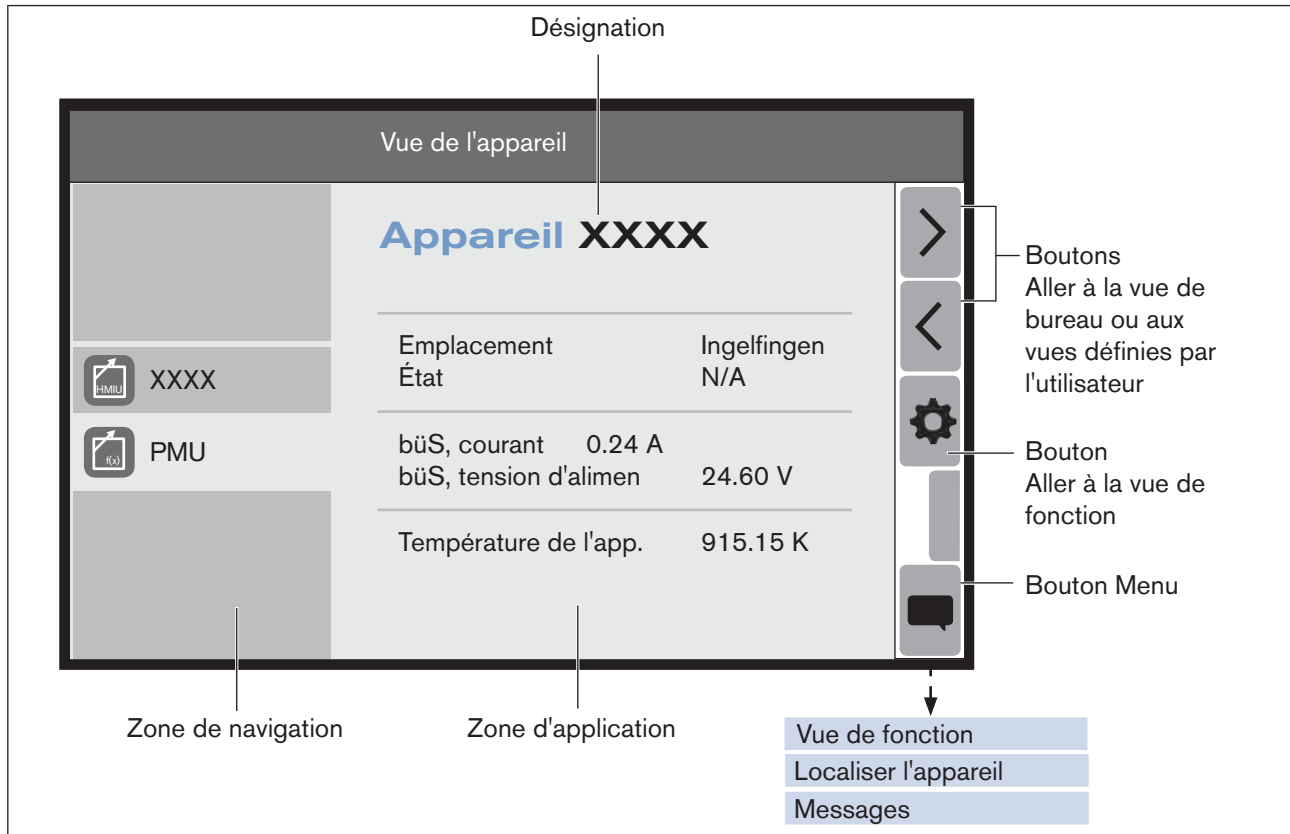 Désignation
Vue de l'appareil
Appareil XXXX
Emplacement Ingelfingen
État N/A
büS, courant 0.24 A
büS, tension d'alimen 24.60 V
Température de l'app. 915.15 K
HMIU XXXX
f(x) PMU
Boutons
Aller à la vue de
bureau ou aux
vues définies par
l'utilisateur
Bouton
Aller à la vue de
fonction
Bouton Menu
Zone de navigation
Zone d'application
Vue de fonction
Localiser l'appareil
Messages